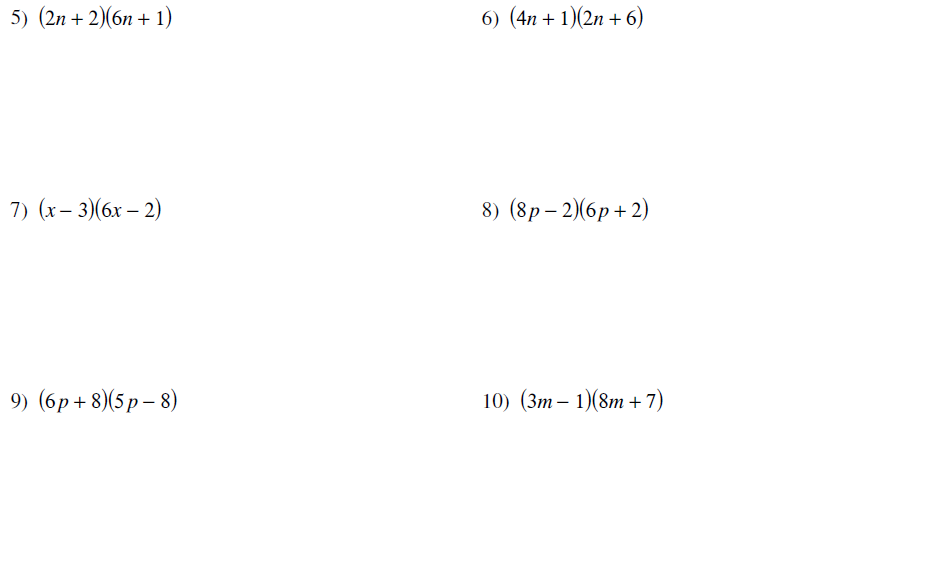 5) (2n + 2)(6n + 1)
6) (4n + 1)(2n + 6)
7) (x – 3)(6x – 2)
8) (8p – 2)(6p + 2)
9) (6p + 8)(5p – 8)
10) (3m – 1)(8m + 7)